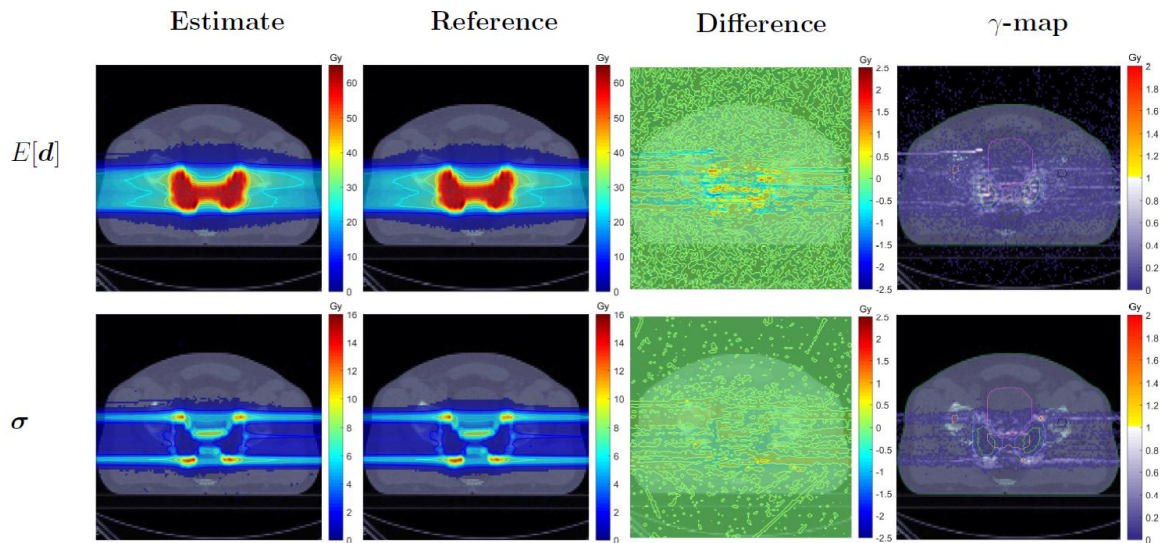 Estimate Reference Difference γ-map
E[d]
Gy Gy
60 50 40 30 20 10 0
60 50 40 30 20 10 0
2.5 2 1.5 1 0.5 0 -0.5 -1 -1.5 -2 -2.5
2 1.8 1.6 1.4 1.2 1 0.8 0.6 0.4 0.2 0
σ
Gy Gy Gy
16 14 12 10 8 6 4 2 0
16 14 12 10 8 6 4 2 0
2.5 2 1.5 1 0.5 0 -0.5 -1 -1.5 -2 -2.5
2 1.8 1.6 1.4 1.2 1 0.8 0.6 0.4 0.2 0